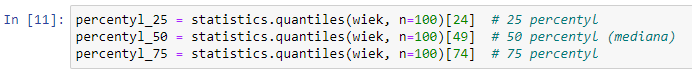 In [11]: percentyl_25 = statistics.quantiles(wiek, n=100)[24]  # 25 percentyl
percentyl_50 = statistics.quantiles(wiek, n=100)[49]  # 50 percentyl (mediana)
percentyl_75 = statistics.quantiles(wiek, n=100)[74]  # 75 percentyl